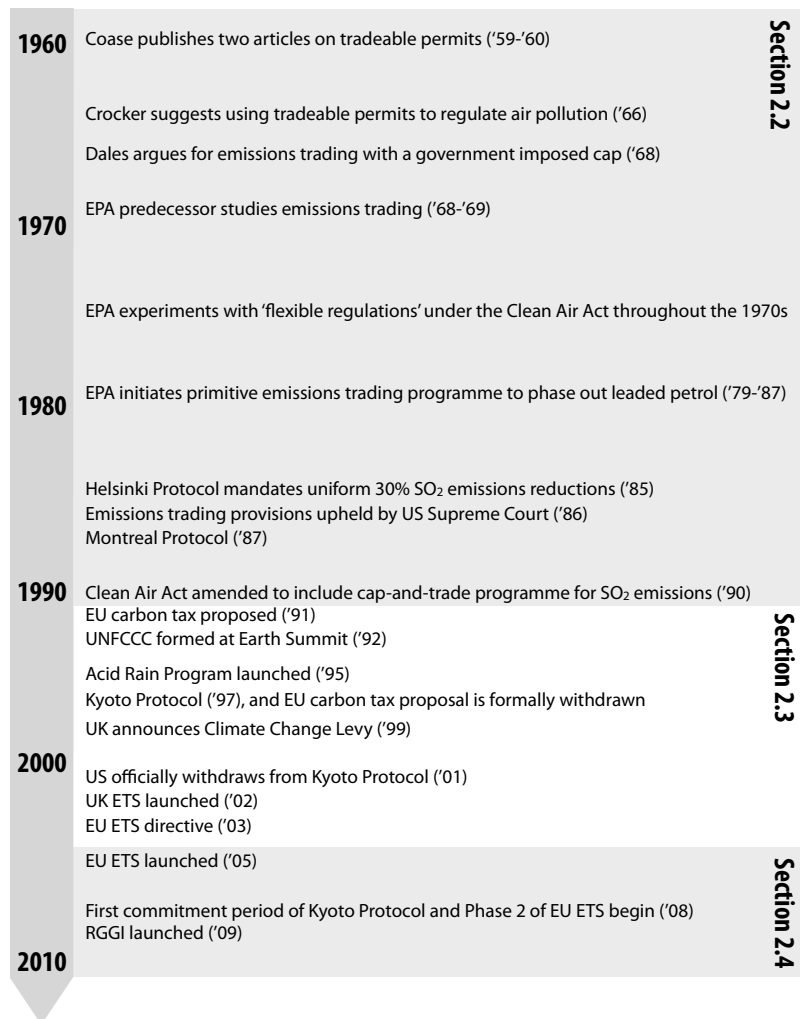 Section 2.2
1960
Coase publishes two articles on tradeable permits (‘59-’60)
Crocker suggests using tradeable permits to regulate air pollution (’66)
Dales argues for emissions trading with a government imposed cap (‘68)
EPA predecessor studies emissions trading (’68-’69)
1970
EPA experiments with ‘flexible regulations’ under the Clean Air Act throughout the 1970s
EPA initiates primitive emissions trading programme to phase out leaded petrol (’79-’87)
1980
Helsinki Protocol mandates uniform 30% SO₂ emissions reductions (’85)
Emissions trading provisions upheld by US Supreme Court (’86)
Montreal Protocol (’87)
1990
Clean Air Act amended to include cap-and-trade programme for SO₂ emissions (’90)
Section 2.3
EU carbon tax proposed (’91)
UNFCCC formed at Earth Summit (’92)
Acid Rain Program launched (’95)
Kyoto Protocol (’97), and EU carbon tax proposal is formally withdrawn
UK announces Climate Change Levy (’99)
2000
US officially withdraws from Kyoto Protocol (’01)
UK ETS launched (’02)
EU ETS directive (’03)
Section 2.4
EU ETS launched (’05)
First commitment period of Kyoto Protocol and Phase 2 of EU ETS begin (’08)
RGGI launched (’09)
2010